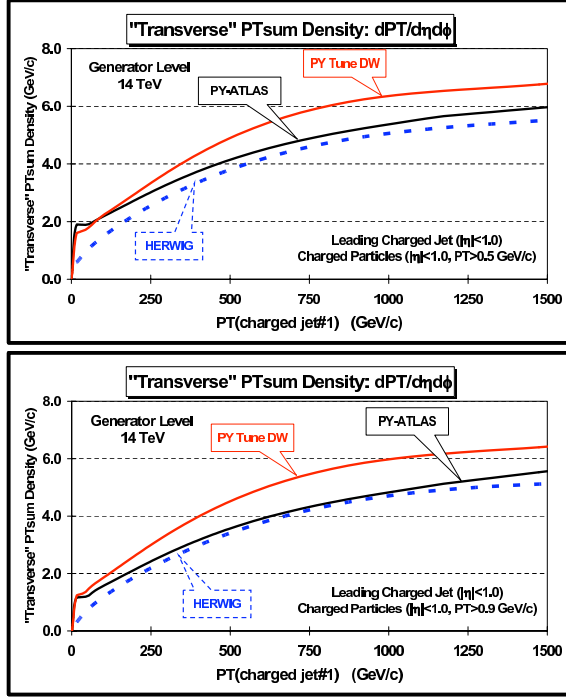 "Transverse" PTsum Density: dPT/dηdϕ
8.0
6.0
4.0
2.0
0.0
"Transverse" PTsum Density (GeV/c)
Generator Level
14 TeV
PY Tune DW
PY-ATLAS
HERWIG
Leading Charged Jet (|η|<1.0)
Charged Particles (|η|<1.0, PT>0.5 GeV/c)
0 250 500 750 1000 1250 1500
PT(charged jet#1) (GeV/c)
"Transverse" PTsum Density: dPT/dηdϕ
8.0
6.0
4.0
2.0
0.0
"Transverse" PTsum Density (GeV/c)
Generator Level
14 TeV
PY-ATLAS
PY Tune DW
HERWIG
Leading Charged Jet (|η|<1.0)
Charged Particles (|η|<1.0, PT>0.9 GeV/c)
0 250 500 750 1000 1250 1500
PT(charged jet#1) (GeV/c)